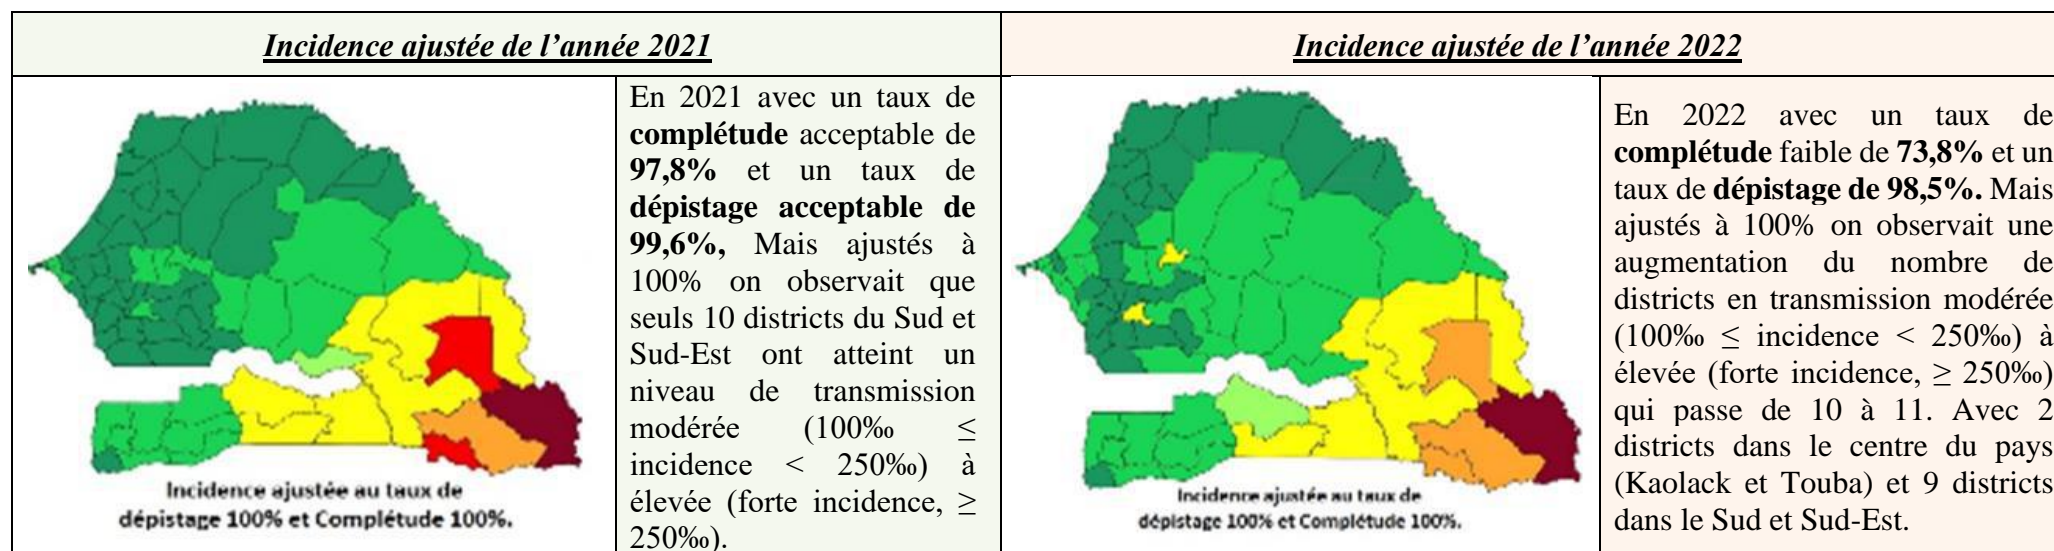 Incidence ajustée de l’année 2021
En 2021 avec un taux de
complétude acceptable de
97,8% et un taux de
dépistage acceptable de
99,6%, Mais ajustés à
100% on observait que
seuls 10 districts du Sud et
Sud-Est ont atteint un
niveau de transmission
modérée (100‰ ≤
incidence < 250‰) à
élevée (forte incidence, ≥
250‰).
Incidence ajustée au taux de
dépistage 100% et Complétude 100%.
Incidence ajustée de l’année 2022
En 2022 avec un taux de
complétude faible de 73,8% et un
taux de dépistage de 98,5%. Mais
ajustés à 100% on observait une
augmentation du nombre de
districts en transmission modérée
(100‰ ≤ incidence < 250‰) à
élevée (forte incidence, ≥ 250‰)
qui passe de 10 à 11. Avec 2
districts dans le centre du pays
(Kaolack et Touba) et 9 districts
dans le Sud et Sud-Est.
Incidence ajustée au taux de
dépistage 100% et Complétude 100%.